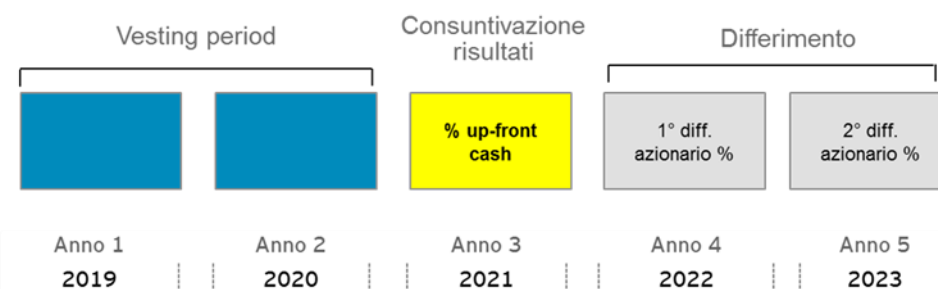 Vesting period
Consuntivazione
risultati
Differimento
% up-front
cash
1° diff.
azionario %
2° diff.
azionario %
Anno 1
Anno 2
Anno 3
Anno 4
Anno 5
2019
2020
2021
2022
2023